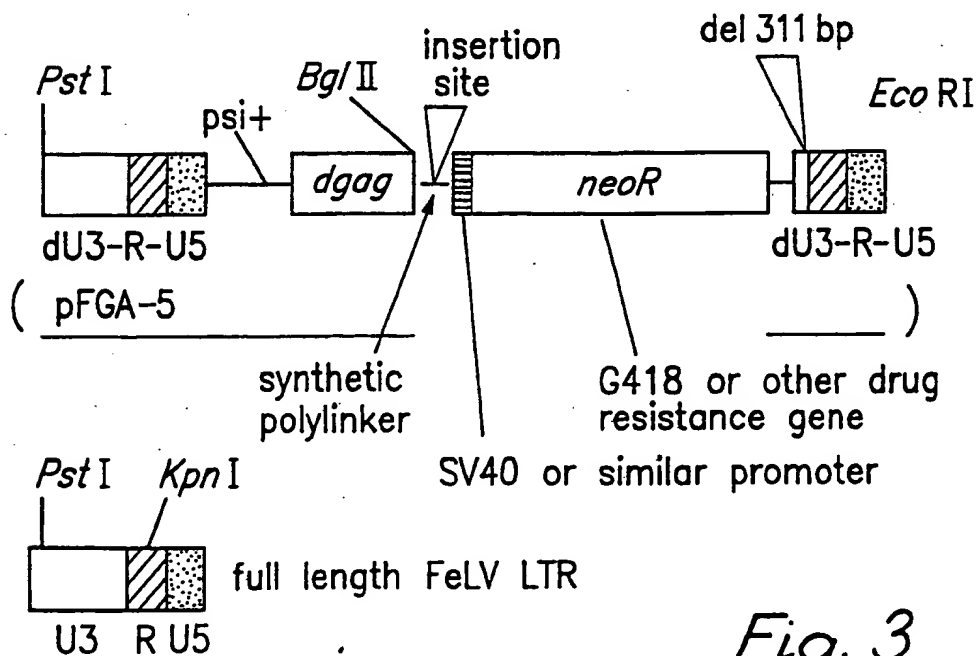 Pst I
psi+
Bgl II
insertion
site
del 311 bp
Eco RI
dgag
neoR
dU3-R-U5
dU3-R-U5
( pFGA-5 )
synthetic
polylinker
G418 or other drug
resistance gene
SV40 or similar promoter
Pst I
Kpn I
full length FeLV LTR
U3 R U5
Fig. 3